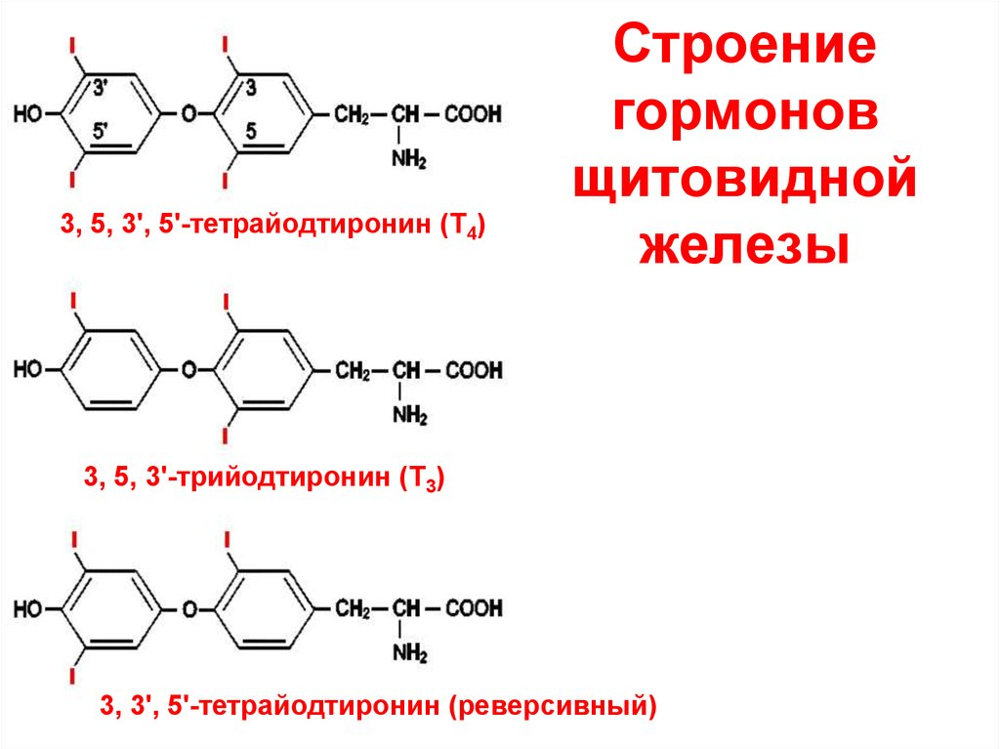 Строение
гормонов
щитовидной
железы
I I
3' 3
HO O CH2 CH COOH
5' 5
NH2
I I
3, 5, 3', 5'-тетрайодтиронин (T4)
I I
HO O CH2 CH COOH
NH2
I
3, 5, 3'-трийодтиронин (T3)
I I
HO O CH2 CH COOH
NH2
I
3, 3', 5'-тетрайодтиронин (реверсивный)